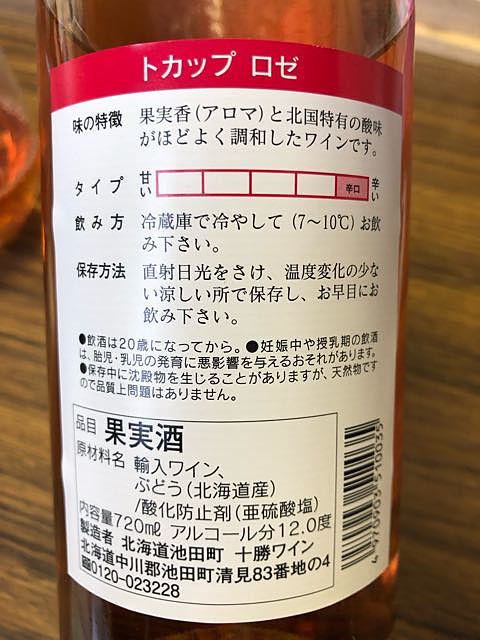 トカップ ロゼ
味の特徴 果実香(アロマ)と北国特有の酸味
がほどよく調和したワインです。
タイプ 甘い 辛口 辛い
飲み方 冷蔵庫で冷やして(7〜10℃)お飲
み下さい。
保存方法 直射日光をさけ、温度変化の少な
い涼しい所で保存し、お早目にお
飲み下さい。
●飲酒は20歳になってから。●妊娠中や授乳期の飲酒
は、胎児・乳児の発育に悪影響を与えるおそれがあります。
●保存中に沈殿物を生じることがありますが、天然物です
ので品質上問題はありません。
品目 果実酒
原材料名 輸入ワイン、
ぶどう(北海道産)
/酸化防止剤(亜硫酸塩)
内容量720mℓ アルコール分12.0度
製造者 北海道池田町 十勝ワイン
北海道中川郡池田町清見83番地の4
0120-023228
4 970903 510035